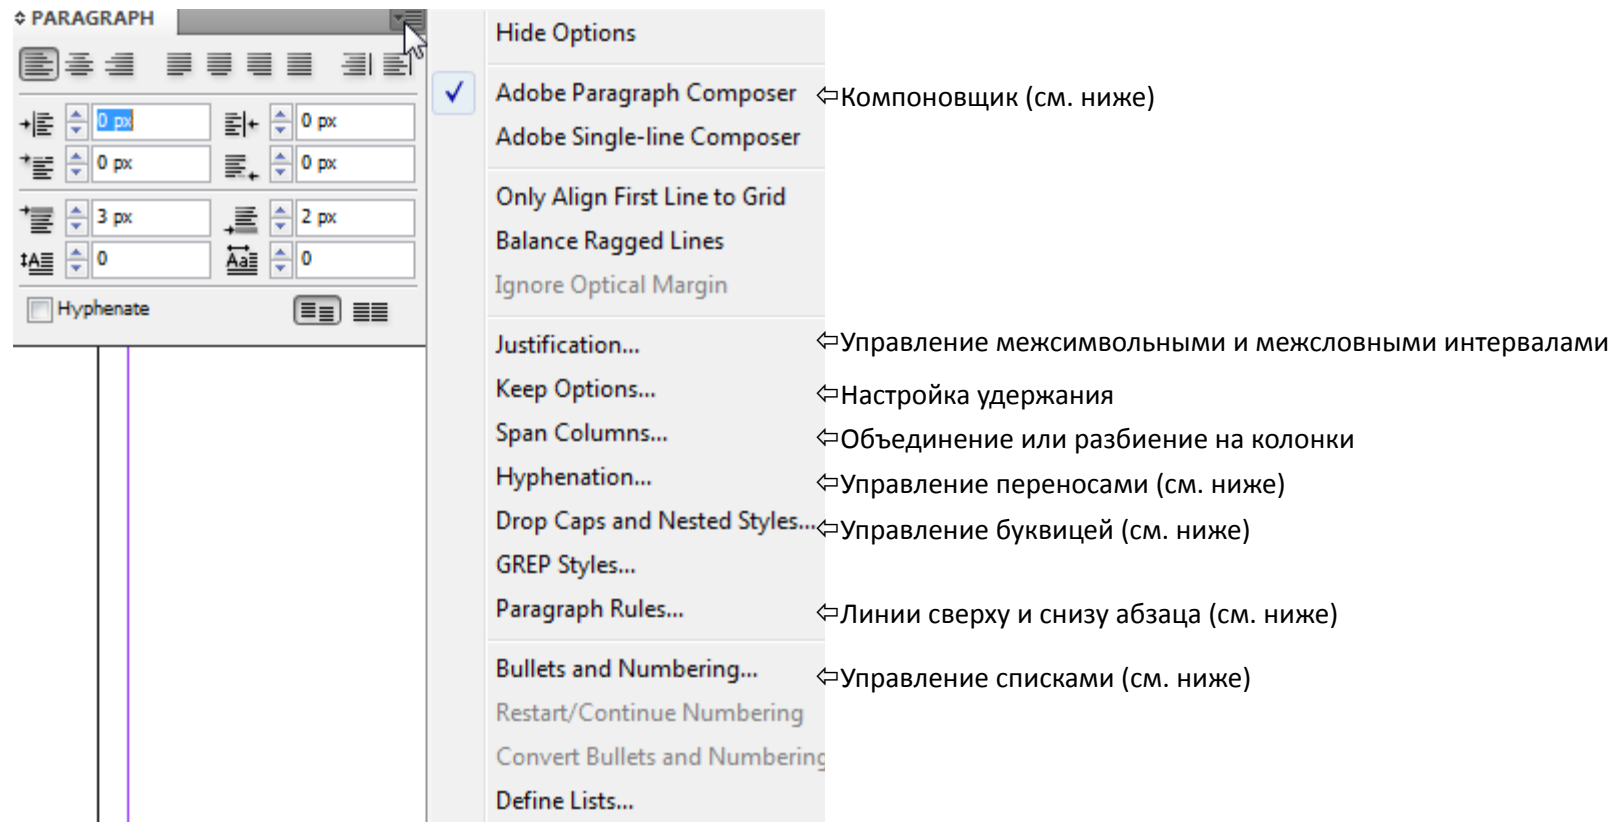 PARAGRAPH
0 px
0 px
0 px
0 px
3 px
2 px
0
0
Hyphenate
Hide Options
Adobe Paragraph Composer
⇦Компоновщик (см. ниже)
Adobe Single-line Composer
Only Align First Line to Grid
Balance Ragged Lines
Ignore Optical Margin
Justification...
⇦Управление межсимвольными и межсловными интервалами
Keep Options...
⇦Настройка удержания
Span Columns...
⇦Объединение или разбиение на колонки
Hyphenation...
⇦Управление переносами (см. ниже)
Drop Caps and Nested Styles...
⇦Управление буквицей (см. ниже)
GREP Styles...
Paragraph Rules...
⇦Линии сверху и снизу абзаца (см. ниже)
Bullets and Numbering...
⇦Управление списками (см. ниже)
Restart/Continue Numbering
Convert Bullets and Numbering
Define Lists...